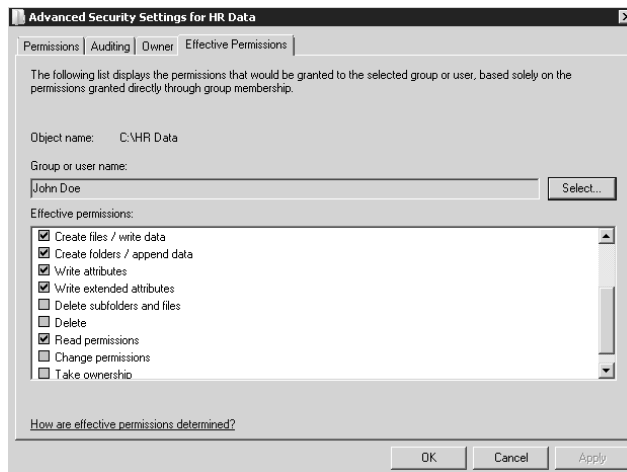 Advanced Security Settings for HR Data
Permissions Auditing Owner Effective Permissions
The following list displays the permissions that would be granted to the selected group or user, based solely on the
permissions granted directly through group membership.
Object name: C:\HR Data
Group or user name:
John Doe Select...
Effective permissions:
Create files / write data
Create folders / append data
Write attributes
Write extended attributes
Delete subfolders and files
Delete
Read permissions
Change permissions
Take ownership
How are effective permissions determined?
OK Cancel Apply